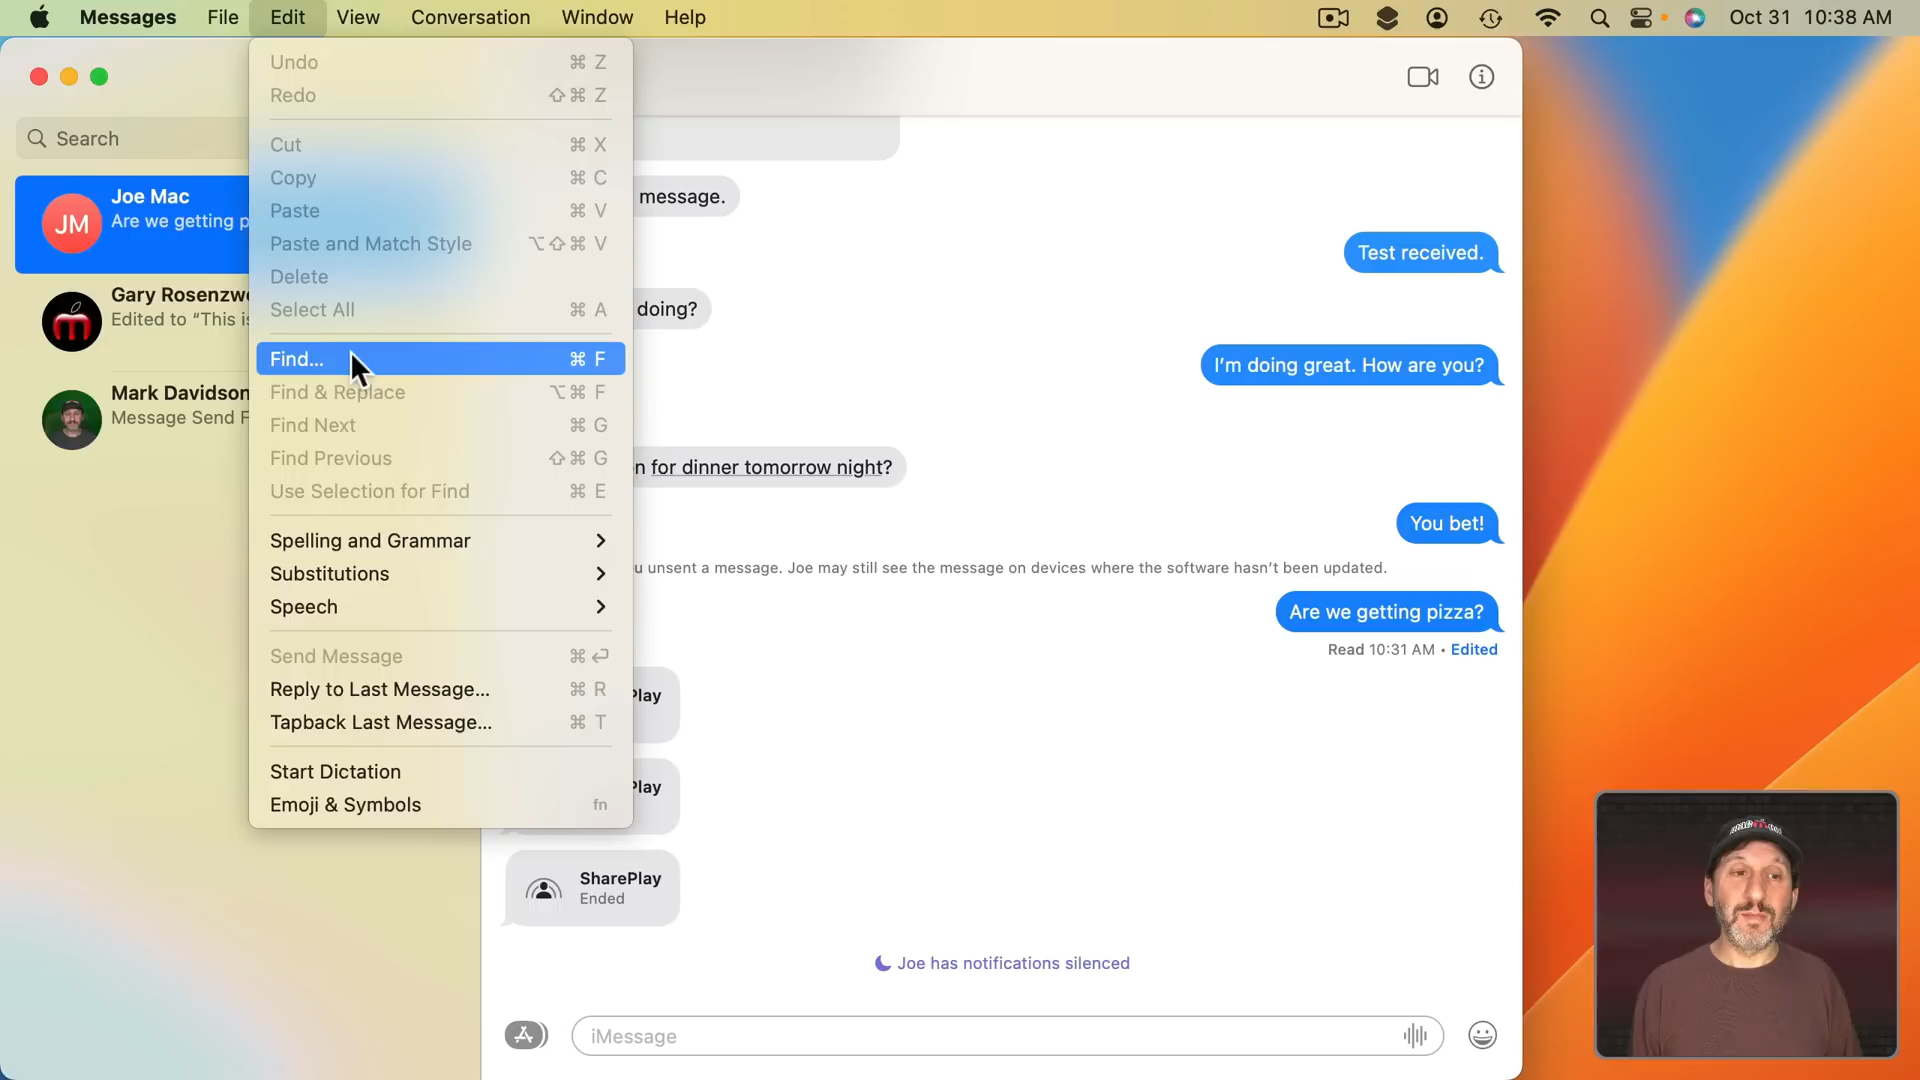 Messages File Edit View Conversation Window Help Oct 31 10:38 AM
Search
Joe Mac
Are we getting p
JM
Gary Rosenzw
Edited to “This is
Mark Davidson
Message Send F
Undo ⌘ Z
Redo ⇧⌘ Z
Cut ⌘ X
Copy ⌘ C
Paste ⌘ V
Paste and Match Style ⌥⇧⌘ V
Delete
Select All ⌘ A
Find... ⌘ F
Find & Replace ⌥⌘ F
Find Next ⌘ G
Find Previous ⇧⌘ G
Use Selection for Find ⌘ E
Spelling and Grammar
Substitutions
Speech
Send Message ⌘ ↩
Reply to Last Message... ⌘ R
Tapback Last Message... ⌘ T
Start Dictation
Emoji & Symbols fn
message.
Test received.
doing?
I’m doing great. How are you?
n for dinner tomorrow night?
You bet!
u unsent a message. Joe may still see the message on devices where the software hasn’t been updated.
Are we getting pizza?
Read 10:31 AM • Edited
Play
Play
SharePlay
Ended
Joe has notifications silenced
iMessage